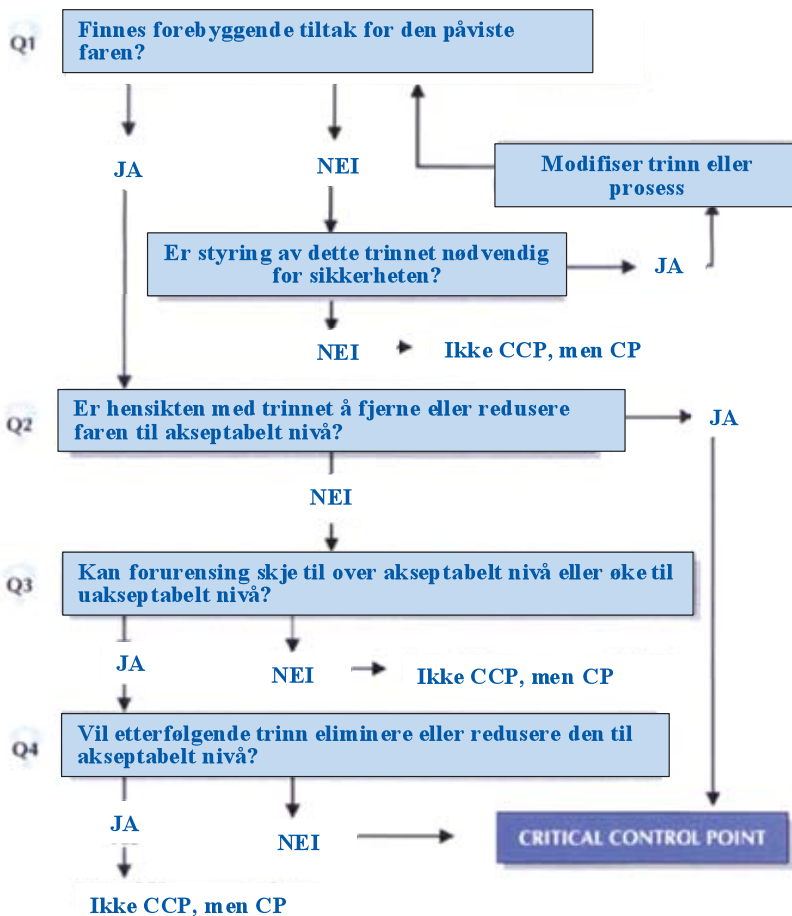 Q1
Finnes forebyggende tiltak for den påviste
faren?
JA
NEI
Modifiser trinn eller
prosess
Er styring av dette trinnet nødvendig
for sikkerheten?
JA
NEI
Ikke CCP, men CP
Q2
Er hensikten med trinnet å fjerne eller redusere
faren til akseptabelt nivå?
JA
NEI
Q3
Kan forurensing skje til over akseptabelt nivå eller øke til
uakseptabelt nivå?
JA
NEI
Ikke CCP, men CP
Q4
Vil etterfølgende trinn eliminere eller redusere den til
akseptabelt nivå?
JA
NEI
CRITICAL CONTROL POINT
Ikke CCP, men CP